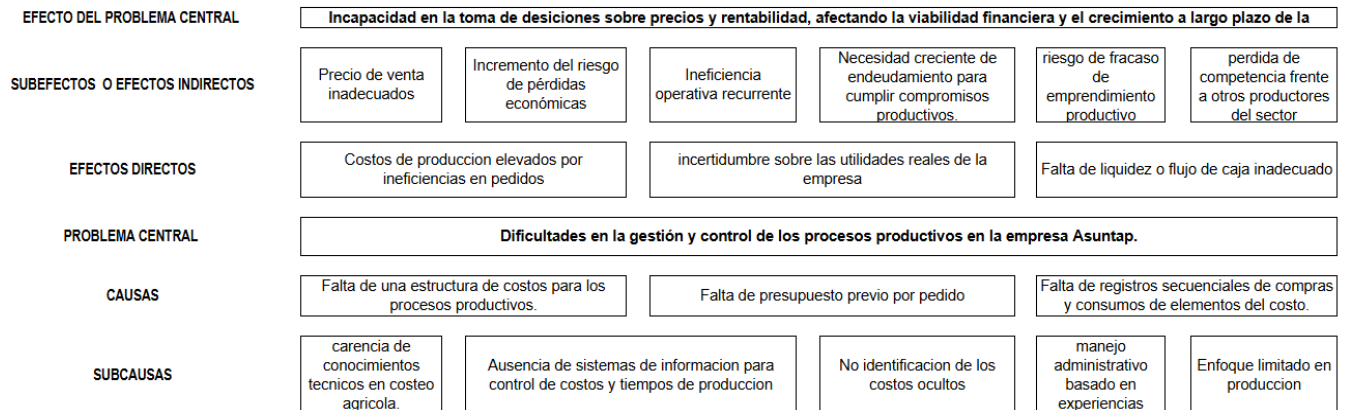 EFECTO DEL PROBLEMA CENTRAL
Incapacidad en la toma de desiciones sobre precios y rentabilidad, afectando la viabilidad financiera y el crecimiento a largo plazo de la
SUBEFECTOS O EFECTOS INDIRECTOS
Precio de venta
inadecuados
Incremento del riesgo
de pérdidas
económicas
Ineficiencia
operativa recurrente
Necesidad creciente de
endeudamiento para
cumplir compromisos
productivos.
riesgo de fracaso
de
emprendimiento
productivo
perdida de
competencia frente
a otros productores
del sector
EFECTOS DIRECTOS
Costos de produccion elevados por
ineficiencias en pedidos
incertidumbre sobre las utilidades reales de la
empresa
Falta de liquidez o flujo de caja inadecuado
PROBLEMA CENTRAL
Dificultades en la gestión y control de los procesos productivos en la empresa Asuntap.
CAUSAS
Falta de una estructura de costos para los
procesos productivos.
Falta de presupuesto previo por pedido
Falta de registros secuenciales de compras
y consumos de elementos del costo.
SUBCAUSAS
carencia de
conocimientos
tecnicos en costeo
agricola.
Ausencia de sistemas de informacion para
control de costos y tiempos de produccion
No identificacion de los
costos ocultos
manejo
administrativo
basado en
experiencias
Enfoque limitado en
produccion